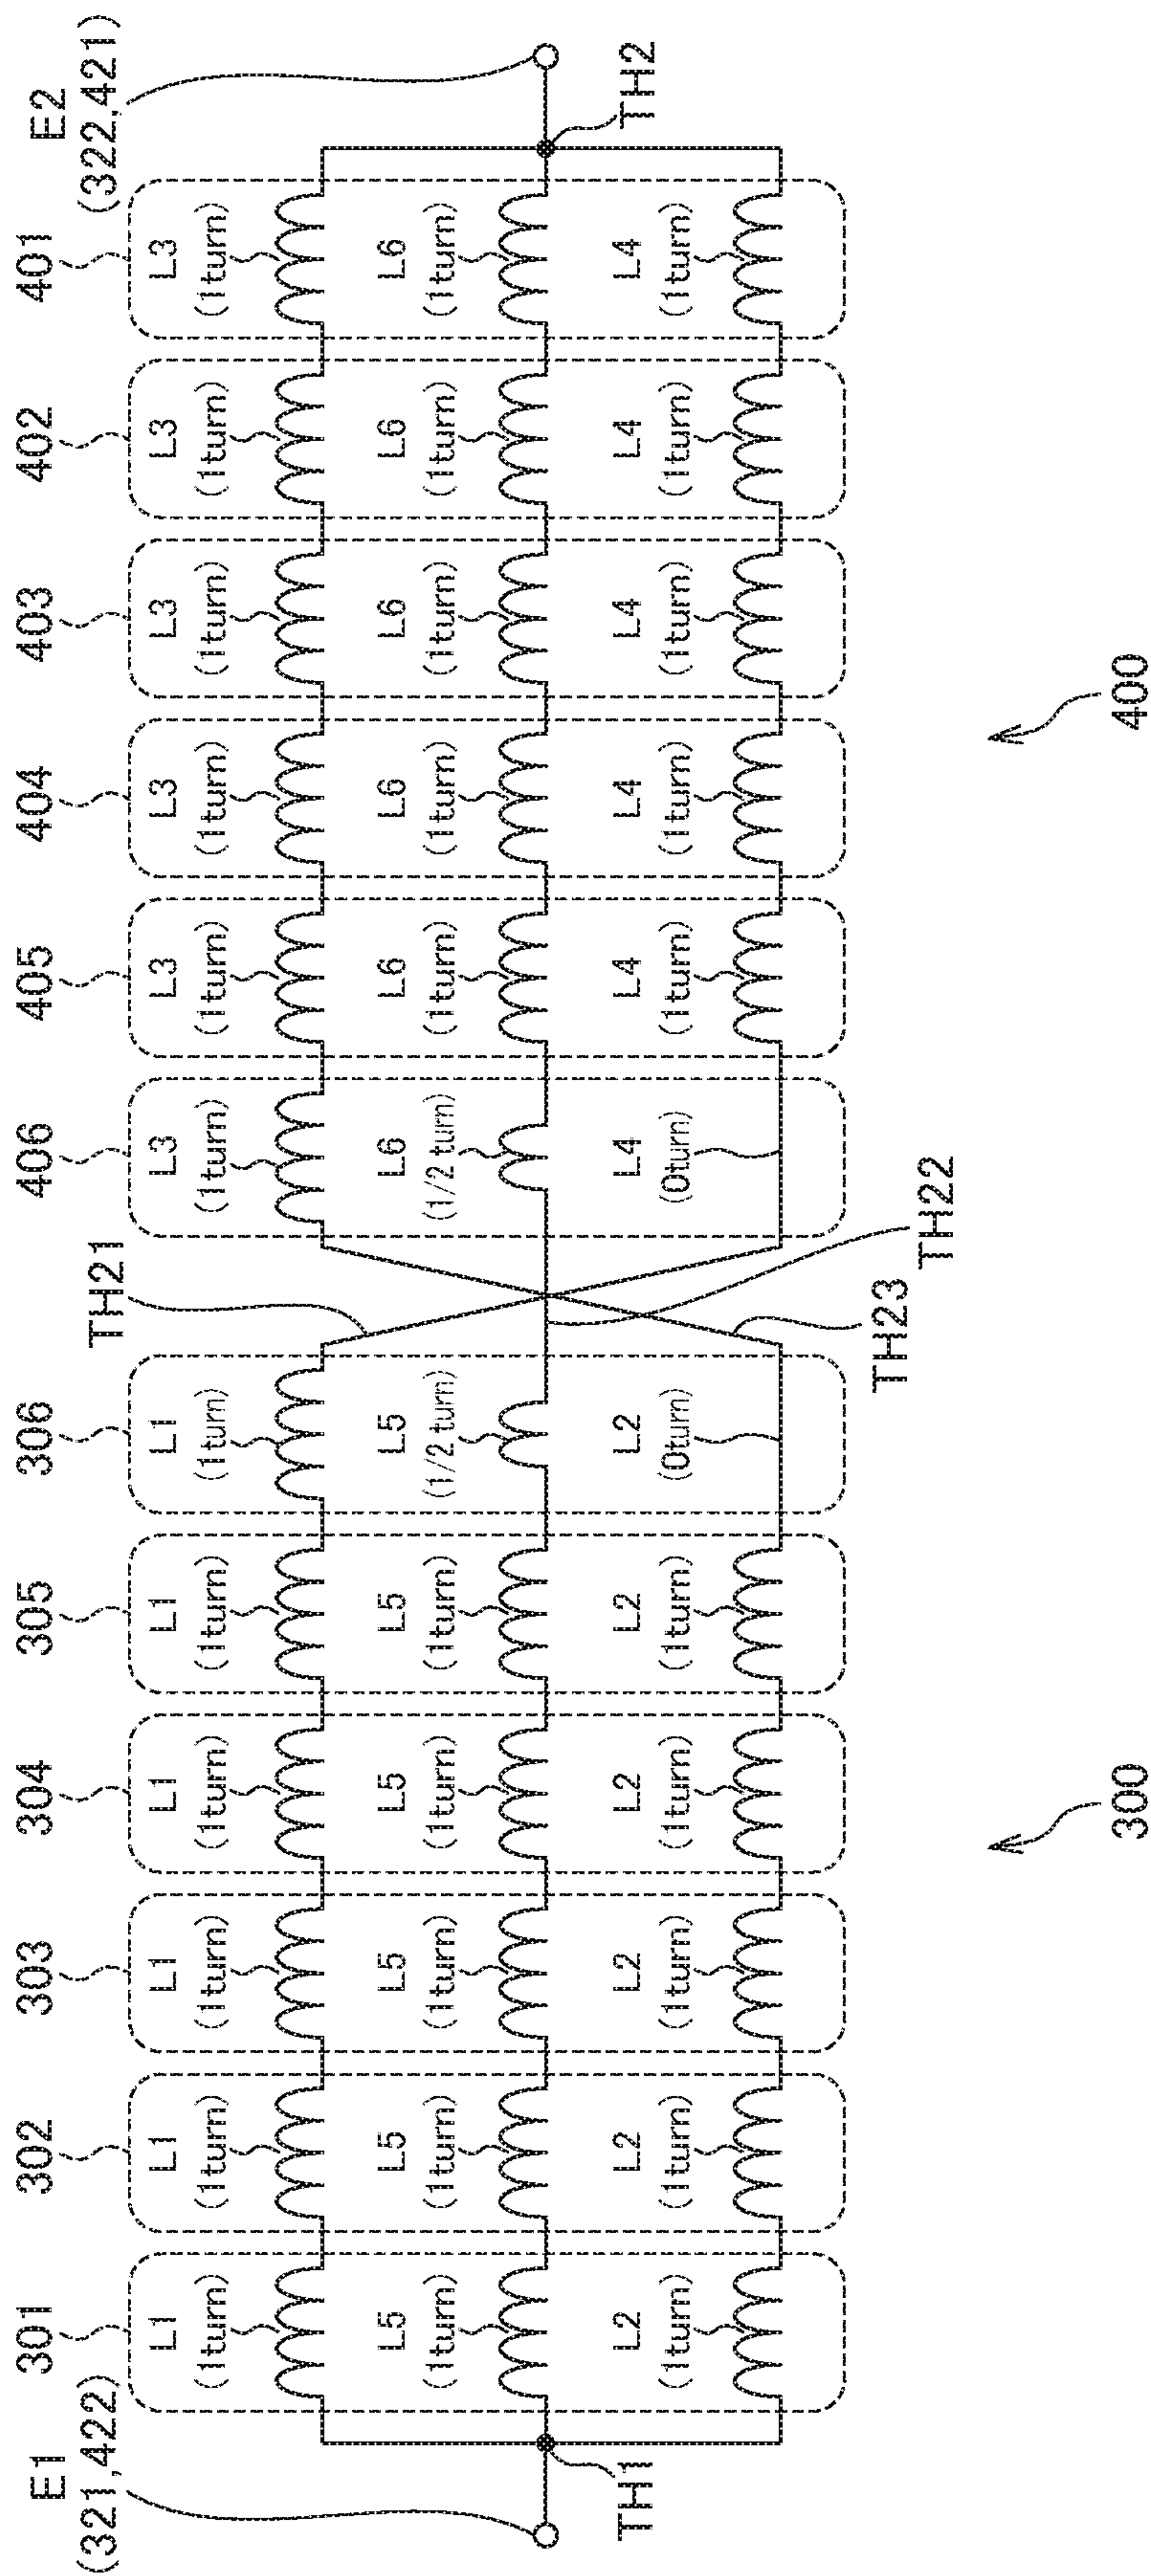 E1
(321,422)
301
302
303
304
305
306
TH21
406
405
404
403
402
401
E2
(322,421)
L1
L1
L1
L1
L1
L1
L3
L3
L3
L3
L3
L3
(1turn)
(1turn)
(1turn)
(1turn)
(1turn)
(1turn)
(1turn)
(1turn)
(1turn)
(1turn)
(1turn)
(1turn)
L5
L5
L5
L5
L5
L5
L6
L6
L6
L6
L6
L6
(1turn)
(1turn)
(1turn)
(1turn)
(1turn)
(1/2 turn)
(1/2 turn)
(1turn)
(1turn)
(1turn)
(1turn)
(1turn)
TH1
L2
L2
L2
L2
L2
L2
L4
L4
L4
L4
L4
L4
TH2
(1turn)
(1turn)
(1turn)
(1turn)
(1turn)
(0turn)
(0turn)
(1turn)
(1turn)
(1turn)
(1turn)
(1turn)
TH23
TH22
300
400